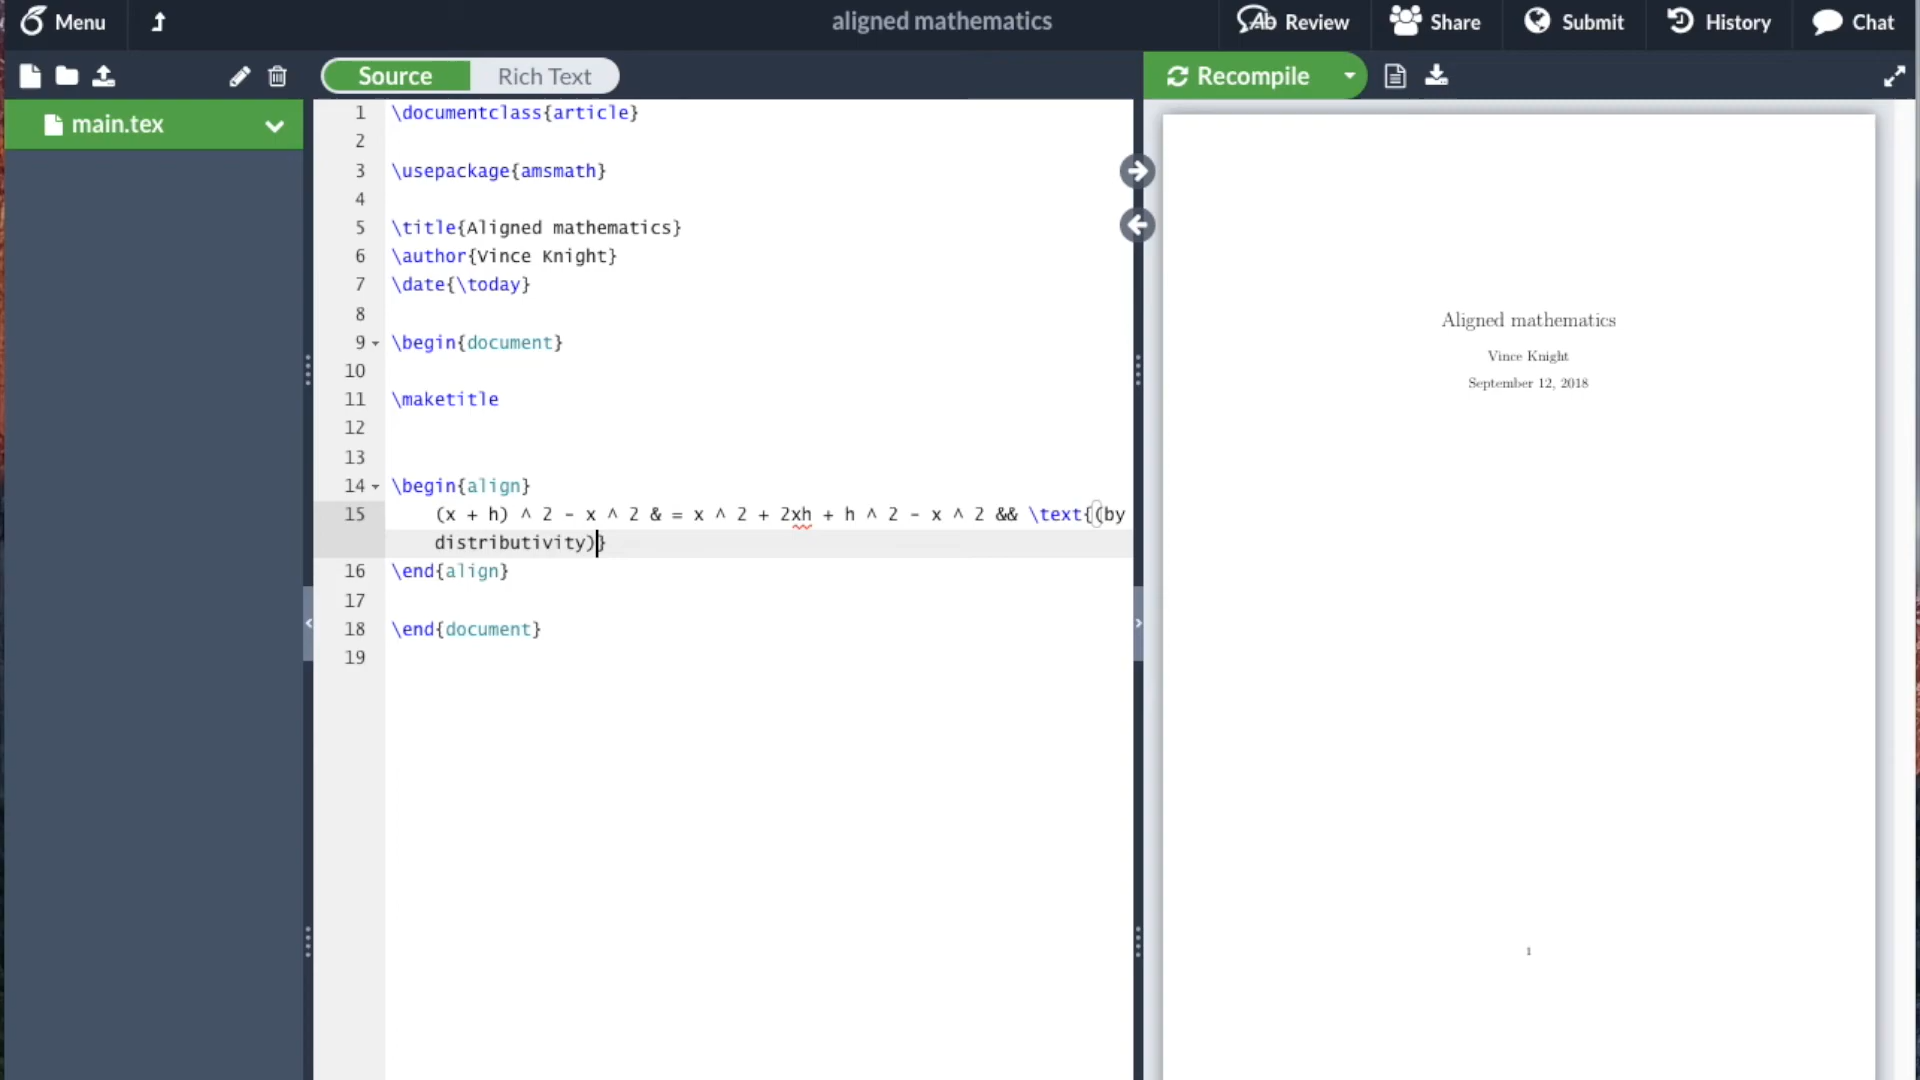 Menu
aligned mathematics
Review
Share
Submit
History
Chat
Source
Rich Text
Recompile
main.tex
1 \documentclass{article}
2
3 \usepackage{amsmath}
4
5 \title{Aligned mathematics}
6 \author{Vince Knight}
7 \date{\today}
8
9 \begin{document}
10
11 \maketitle
12
13
14 \begin{align}
15 (x + h) ^ 2 - x ^ 2 & = x ^ 2 + 2xh + h ^ 2 - x ^ 2 && \text{(by
distributivity)}
16 \end{align}
17
18 \end{document}
19
Aligned mathematics
Vince Knight
September 12, 2018
1